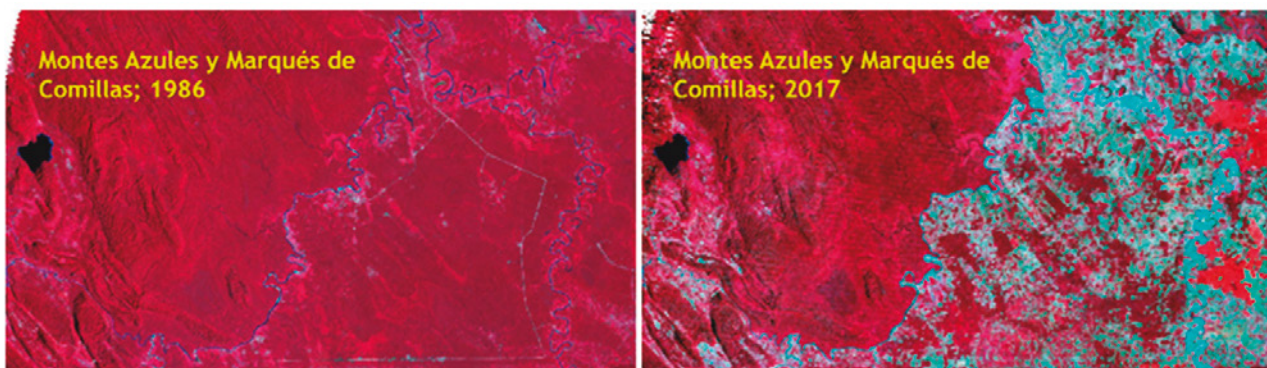 Montes Azules y Marqués de
Comillas; 1986
Montes Azules y Marqués de
Comillas; 2017